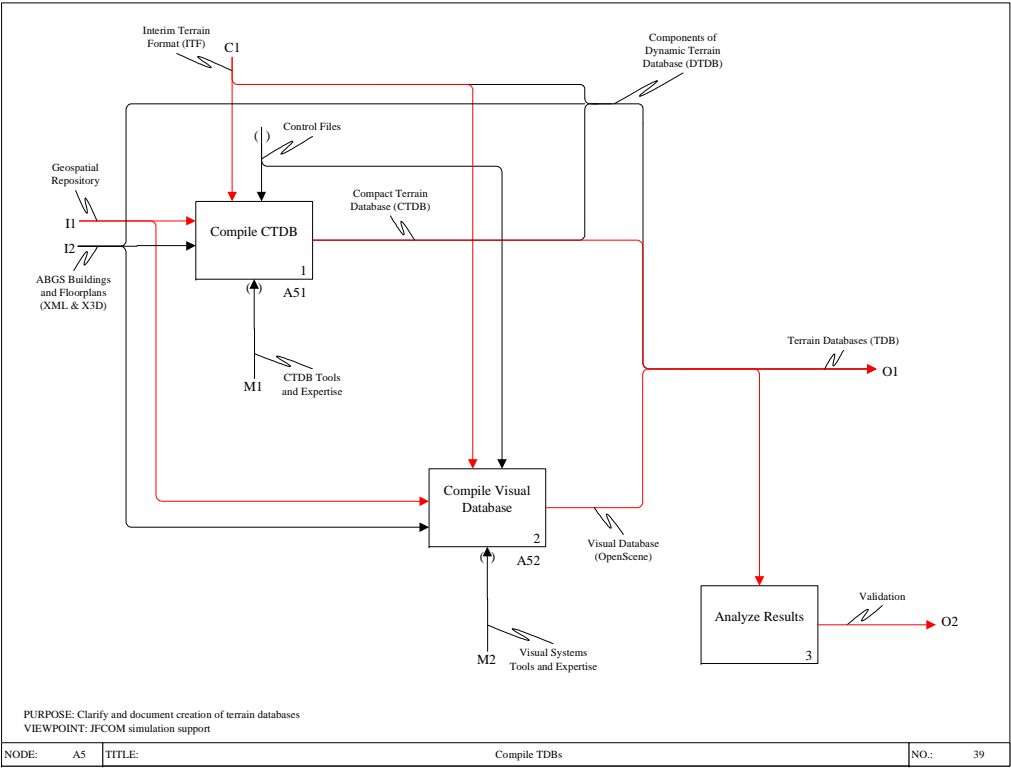 Interim Terrain
Format (ITF)
C1
Components of
Dynamic Terrain
Database (DTDB)
( )
Control Files
Geospatial
Repository
I1
I2
ABGS Buildings
and Floorplans
(XML & X3D)
Compile CTDB
1
A51
Compact Terrain
Database (CTDB)
( )
M1
CTDB Tools
and Expertise
Terrain Databases (TDB)
O1
Compile Visual
Database
2
A52
Visual Database
(OpenScene)
( )
M2
Visual Systems
Tools and Expertise
Analyze Results
3
Validation
O2
PURPOSE: Clarify and document creation of terrain databases
VIEWPOINT: JFCOM simulation support
NODE: A5 TITLE: Compile TDBs NO.: 39